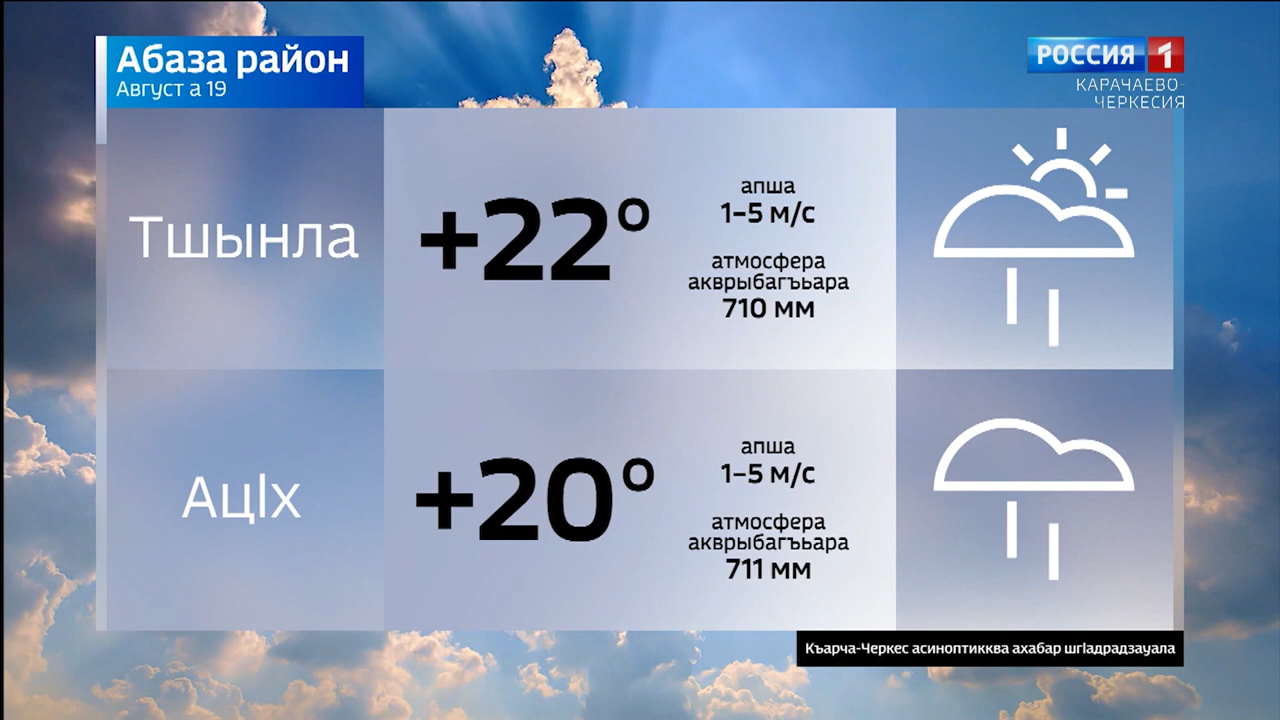 Абаза район
Август а 19
РОССИЯ 1
КАРАЧАЕВО-
ЧЕРКЕСИЯ
Тшынла
+22°
апша
1–5 м/с
атмосфера
акврыбагъьара
710 мм
АцӀх
+20°
апша
1–5 м/с
атмосфера
акврыбагъьара
711 мм
Къарча-Черкес асиноптикква ахабар шгӀадрадзауала